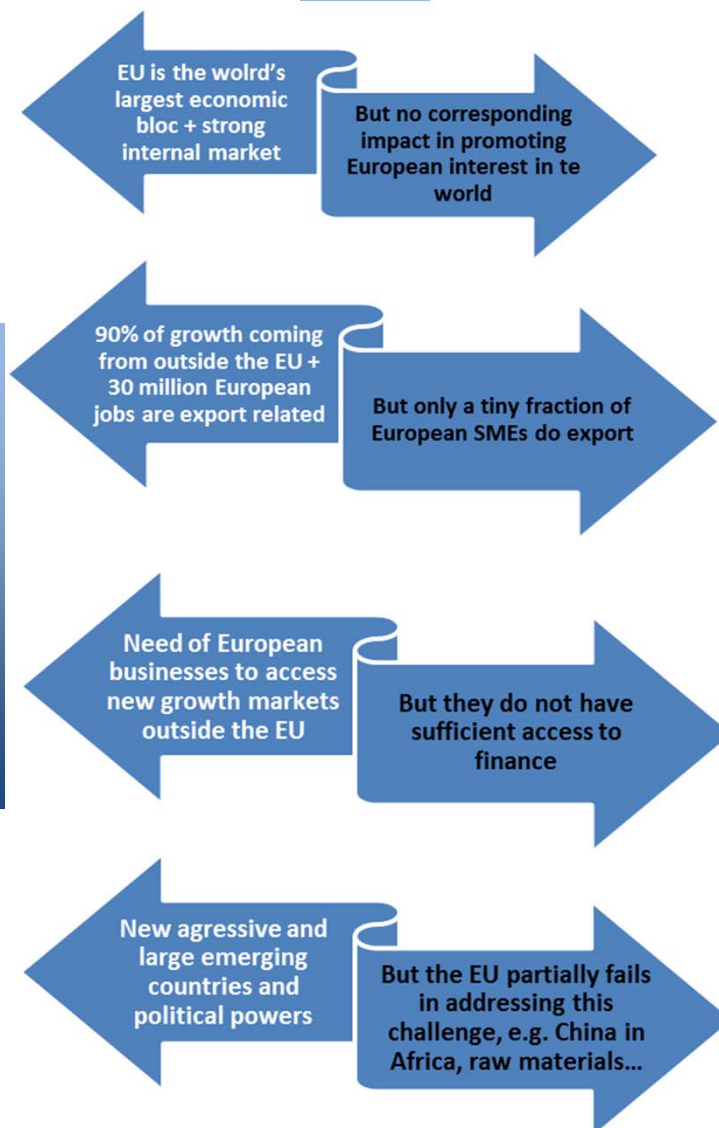 EU is the wolrd's
largest economic
bloc + strong
internal market
But no corresponding
impact in promoting
European interest in te
world
90% of growth coming
from outside the EU +
30 million European
jobs are export related
But only a tiny fraction of
European SMEs do export
Need of European
businesses to access
new growth markets
outside the EU
But they do not have
sufficient access to
finance
New agressive and
large emerging
countries and
political powers
But the EU partially fails
in addressing this
challenge, e.g. China in
Africa, raw materials…